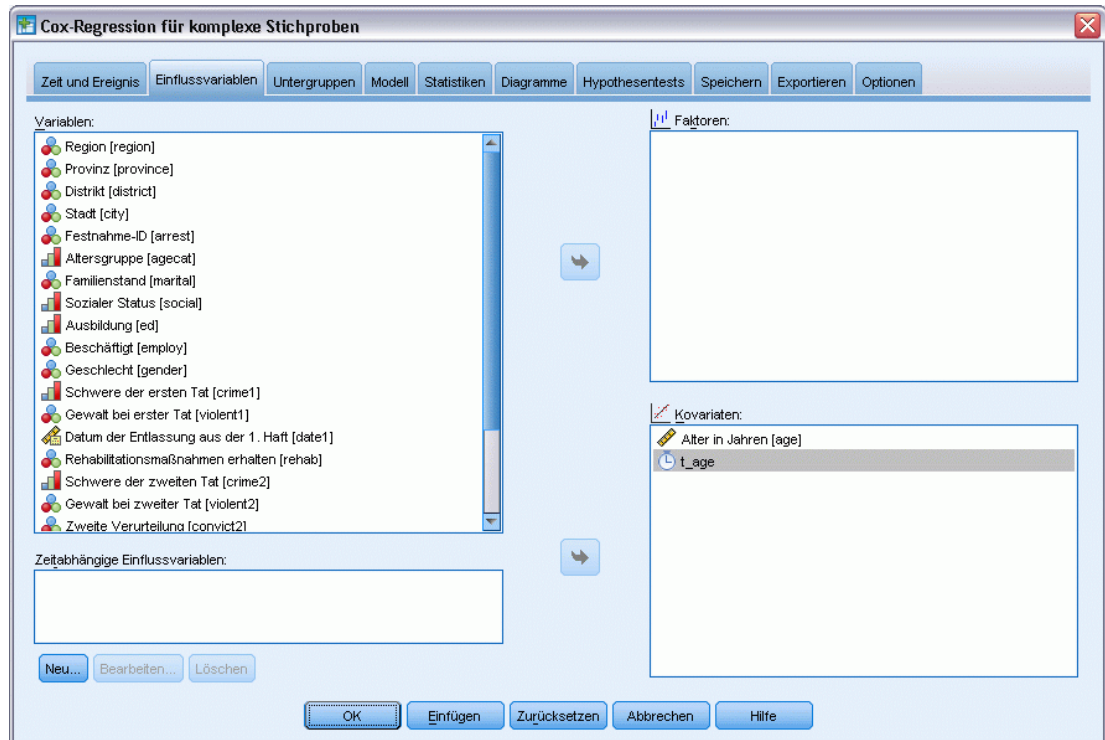 Cox-Regression für komplexe Stichproben
Zeit und Ereignis
Einflussvariablen
Untergruppen
Modell
Statistiken
Diagramme
Hypothesentests
Speichern
Exportieren
Optionen
Variablen:
Region [region]
Provinz [province]
Distrikt [district]
Stadt [city]
Festnahme-ID [arrest]
Altersgruppe [agecat]
Familienstand [marital]
Sozialer Status [social]
Ausbildung [ed]
Beschäftigt [employ]
Geschlecht [gender]
Schwere der ersten Tat [crime1]
Gewalt bei erster Tat [violent1]
Datum der Entlassung aus der 1. Haft [date1]
Rehabilitationsmaßnahmen erhalten [rehab]
Schwere der zweiten Tat [crime2]
Gewalt bei zweiter Tat [violent2]
Zweite Verurteilung [convict2]
Zeitabhängige Einflussvariablen:
Neu...
Bearbeiten...
Löschen
Faktoren:
Kovariaten:
Alter in Jahren [age]
t_age
OK
Einfügen
Zurücksetzen
Abbrechen
Hilfe